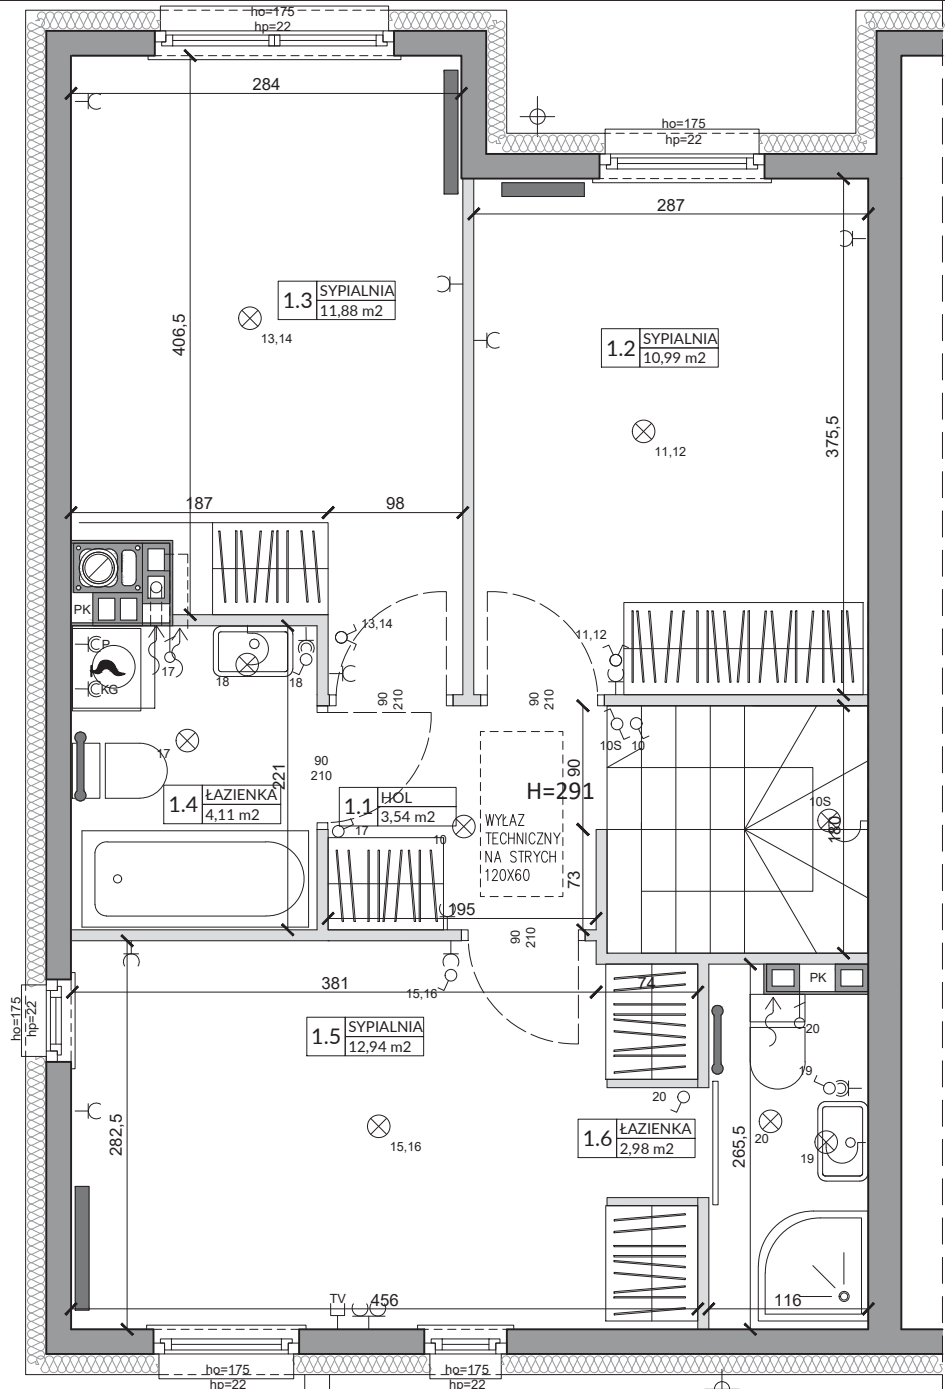 ho=175
hp=22
284
ho=175
hp=22
287
1.3
SYPIALNIA
11,88 m2
13,14
406,5
1.2
SYPIALNIA
10,99 m2
11,12
375,5
187
98
PK
13,14
11,12
P
KG
17
18
18
90
210
90
210
10S
10
17
90
210
221
1.4
ŁAZIENKA
4,11 m2
1.1
HOL
3,54 m2
17
10
90
H=291
WYŁAZ
TECHNICZNY
NA STRYCH
120X60
10S
180
73
195
90
210
381
15,16
74
PK
ho=175
hp=22
1.5
SYPIALNIA
12,94 m2
20
19
20
282,5
15,16
1.6
ŁAZIENKA
2,98 m2
265,5
20
19
TV
456
116
ho=175
hp=22
ho=175
hp=22